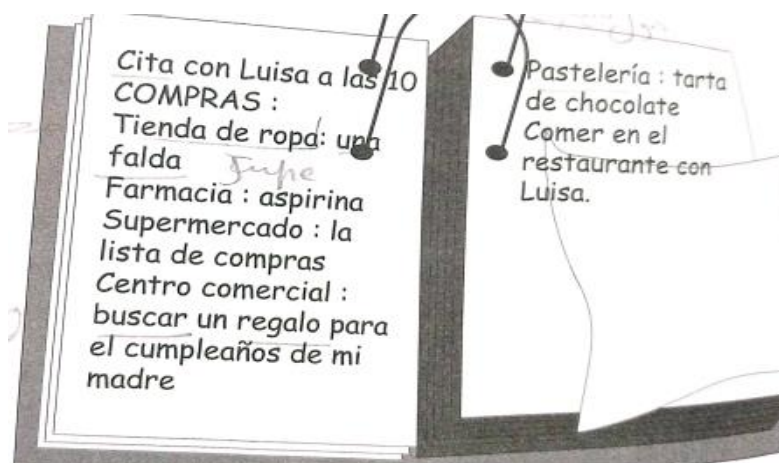 Cita con Luisa a las 10
COMPRAS :
Tienda de ropa: una
falda Jupe
Farmacia : aspirina
Supermercado : la
lista de compras
Centro comercial :
buscar un regalo para
el cumpleaños de mi
madre
Pastelería : tarta
de chocolate
Comer en el
restaurante con
Luisa.